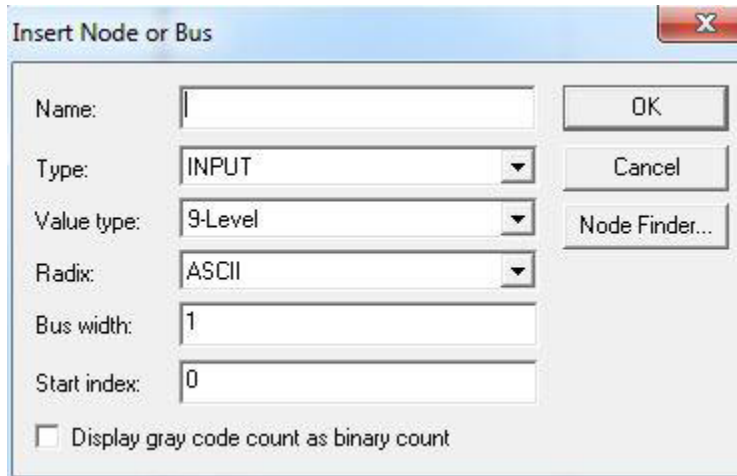 Insert Node or Bus
Name:
OK
Type: INPUT
Cancel
Value type: 9-Level
Node Finder...
Radix: ASCII
Bus width: 1
Start index: 0
Display gray code count as binary count